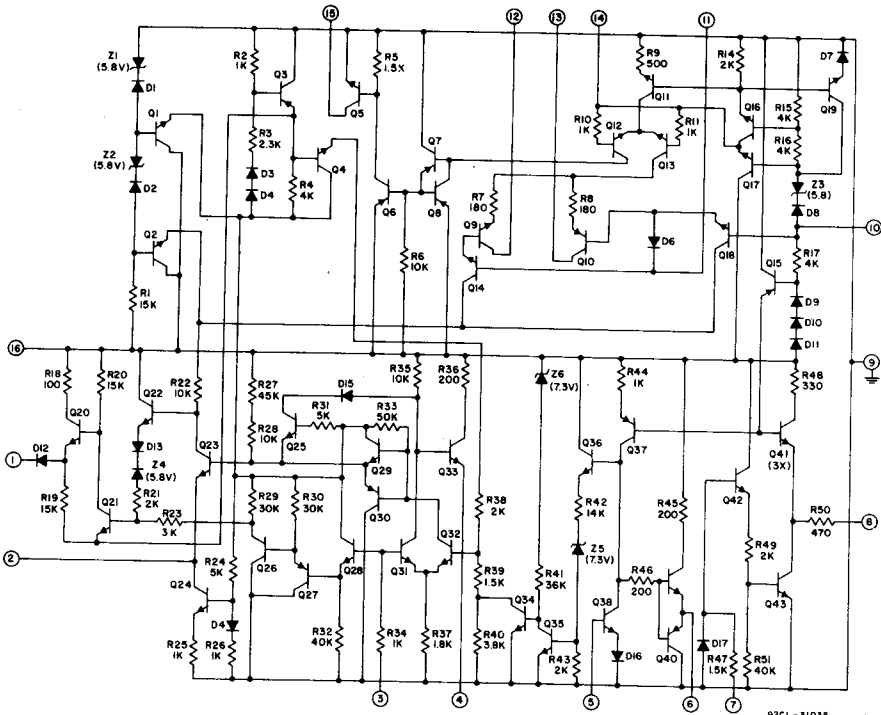 15 12 13 14 11
Z1 (5.8V)
D1
Q1
Z2 (5.8V)
D2
Q2
R1 15K
R2 1K
Q3
R3 2.3K
D3
D4
R4 4K
Q4
Q5
R5 1.5K
Q6
Q7
Q8
R6 10K
R7 180
Q9
Q14
R8 180
Q10
R9 500
Q11
R10 1K
Q12
Q13
R11 1K
D6
Q18
R14 2K
Q16
Q17
D7
Q19
R15 4K
R16 4K
Z3 (5.8)
D8
10
R17 4K
Q15
D9
D10
D11
16
9
R18 100
R20 15K
Q20
D12
1
R19 15K
Q21
Q22
D13
Z4 (5.8V)
R21 2K
R22 10K
Q23
R23 3K
2
Q24
R24 5K
D4
R25 1K
R26 1K
R27 45K
R28 10K
Q25
D15
R31 5K
R33 50K
Q29
Q30
R29 30K
R30 30K
Q26
Q27
Q28
R32 40K
R34 1K
Q31
Q32
R35 10K
R36 200
Q33
R37 1.8K
R38 2K
R39 1.5K
R40 3.8K
Q34
Q35
R41 36K
Z6 (7.3V)
Q36
R42 14K
Z5 (7.3V)
R43 2K
R44 1K
Q37
Q38
D16
R46 200
R45 200
Q40
Q42
R49 2K
D17
R47 1.5K
R51 40K
Q43
R48 330
Q41 (3X)
R50 470
8
3 4 5 6 7
92CL-31038